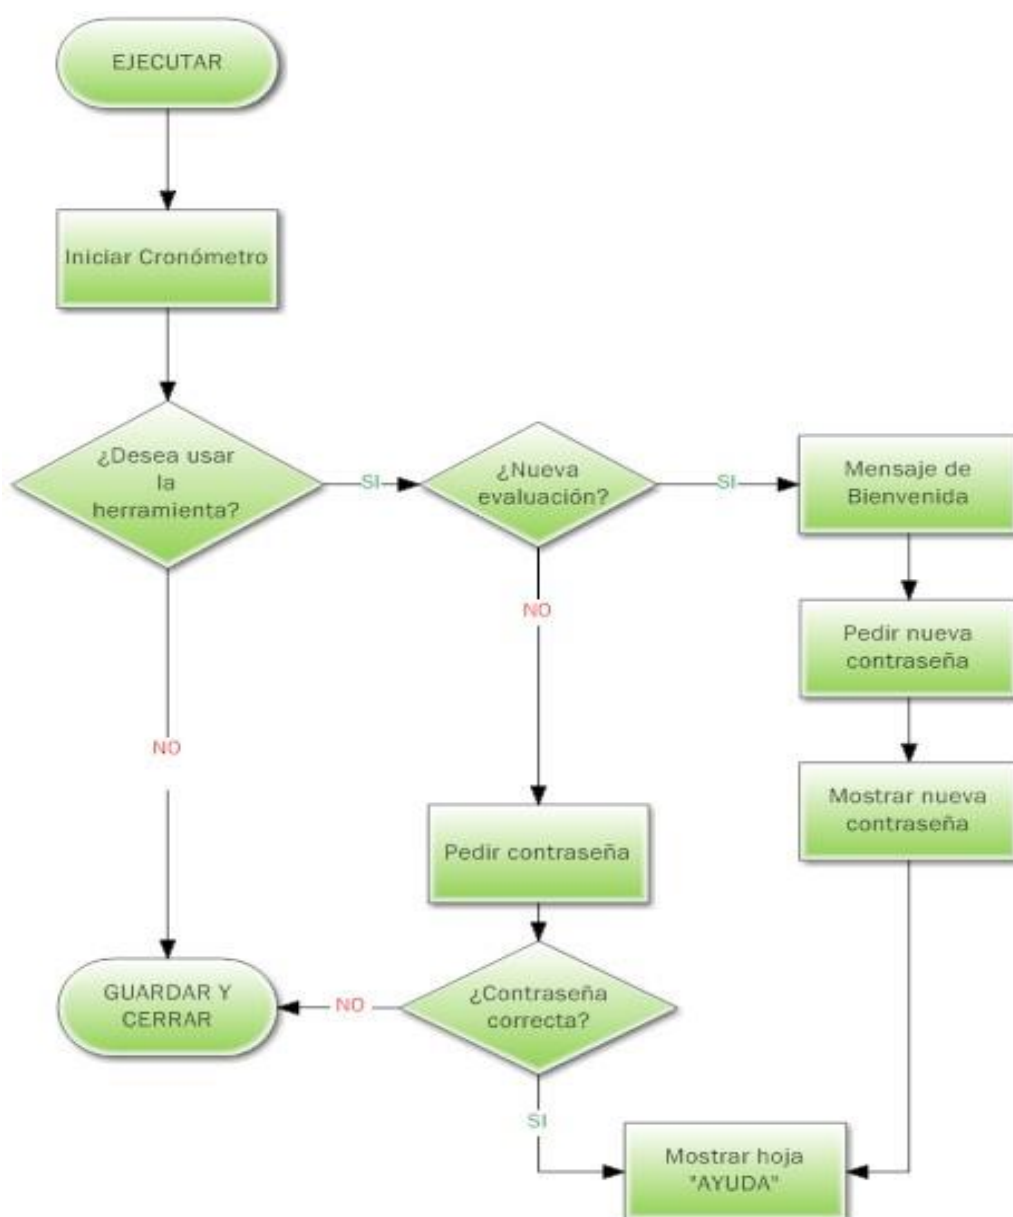 EJECUTAR
Iniciar Cronómetro
¿Desea usar
la
herramienta?
SI
¿Nueva
evaluación?
SI
Mensaje de
Bienvenida
NO
Pedir nueva
contraseña
NO
Mostrar nueva
contraseña
Pedir contraseña
GUARDAR Y
CERRAR
NO
¿Contraseña
correcta?
SI
Mostrar hoja
"AYUDA"